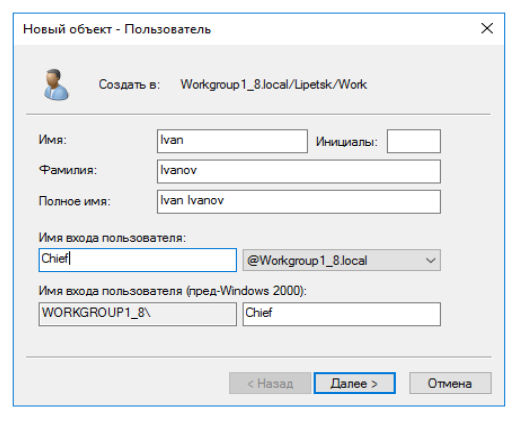 Новый объект - Пользователь
Создать в: Workgroup1_8.local/Lipetsk/Work
Имя: Ivan Инициалы:
Фамилия: Ivanov
Полное имя: Ivan Ivanov
Имя входа пользователя:
Chief @Workgroup1_8.local
Имя входа пользователя (пред-Windows 2000):
WORKGROUP1_8\ Chief
< Назад Далее > Отмена